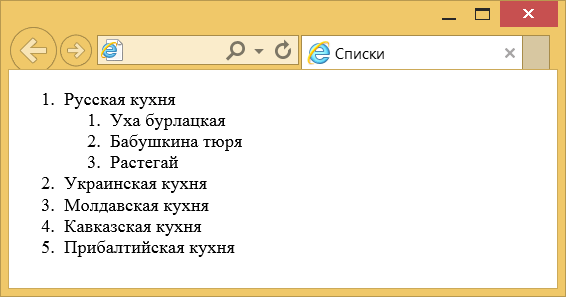 Списки
1. Русская кухня
1. Уха бурлацкая
2. Бабушкина тюря
3. Растегай
2. Украинская кухня
3. Молдавская кухня
4. Кавказская кухня
5. Прибалтийская кухня